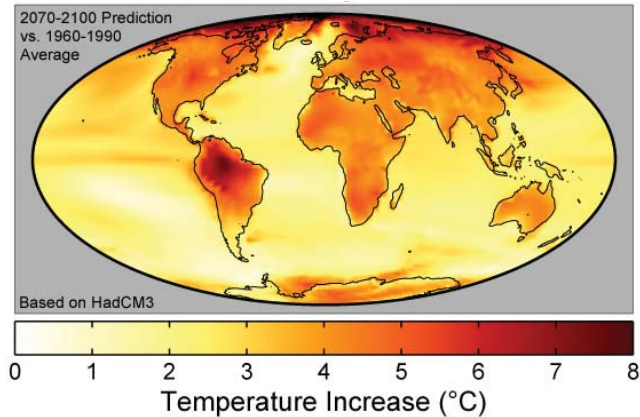 2070-2100 Prediction
vs. 1960-1990
Average
Based on HadCM3
0 1 2 3 4 5 6 7 8
Temperature Increase (°C)